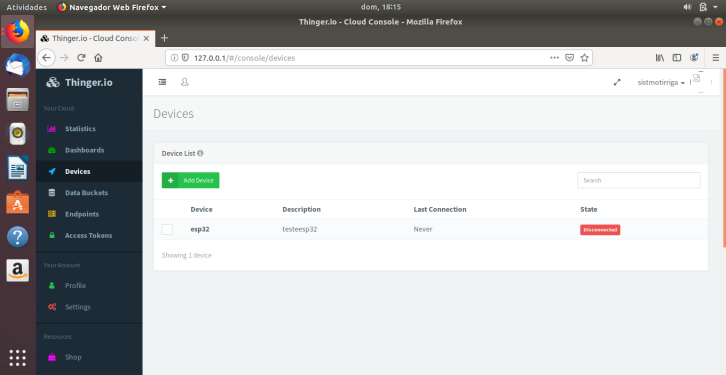 Atividades
Navegador Web Firefox
dom, 18:15
Thinger.io - Cloud Console - Mozilla Firefox
Thinger.io - Cloud Conso
127.0.0.1/#/console/devices
Thinger.io
sistmotirriga
Your Cloud
Statistics
Dashboards
Devices
Data Buckets
Endpoints
Access Tokens
Your Account
Profile
Settings
Resources
Shop
Devices
Device List
Add Device
Search
Device Description Last Connection State
esp32 testeesp32 Never Disconnected
Showing 1 device